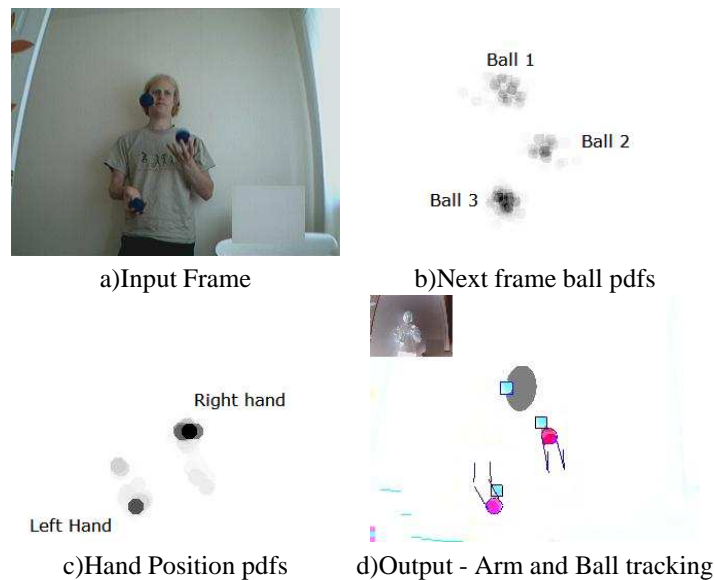 Ball 1
Ball 2
Ball 3
a)Input Frame
b)Next frame ball pdfs
Right hand
Left Hand
c)Hand Position pdfs
d)Output - Arm and Ball tracking